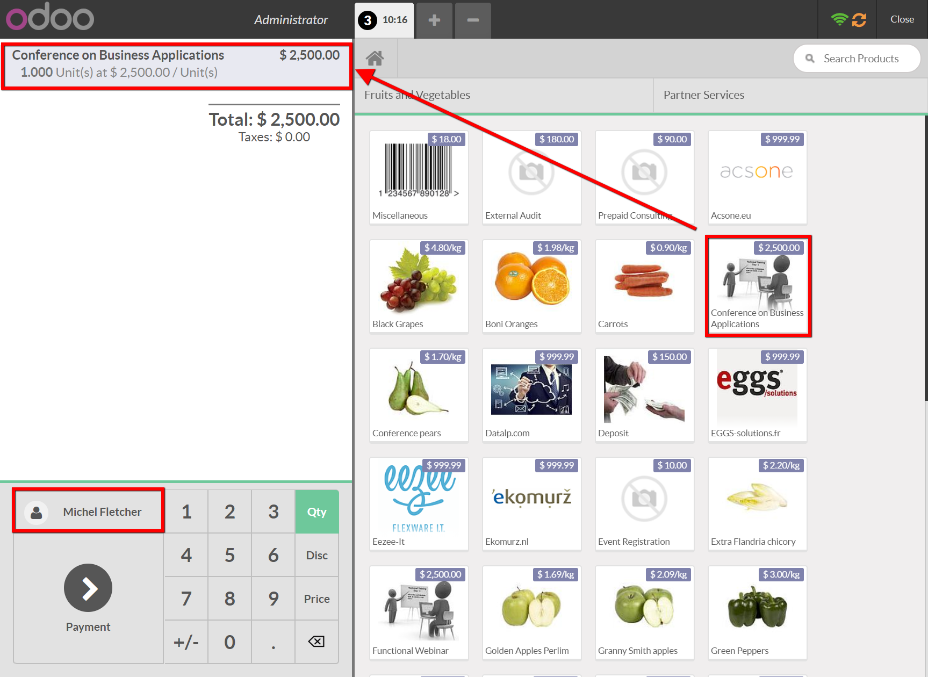 odoo
Administrator
3 10:16
Close
Conference on Business Applications $ 2,500.00
1.000 Unit(s) at $ 2,500.00 / Unit(s)
Total: $ 2,500.00
Taxes: $ 0.00
Search Products
Fruits and Vegetables
Partner Services
$ 18.00
1 234567 890128 >
Miscellaneous
$ 180.00
External Audit
$ 90.00
Prepaid Consulting
$ 999.99
acsone
Acsone.eu
$ 4.80/kg
Black Grapes
$ 1.98/kg
Boni Oranges
$ 0.90/kg
Carrots
$ 2,500.00
Conference on Business
Applications
$ 1.70/kg
Conference pears
$ 999.99
Datalp.com
$ 150.00
Deposit
$ 999.99
eggs
/solutions
EGGS-solutions.fr
$ 999.99
eezee
FLEXWARE I.T.
Eezee-It
$ 999.99
'ekomurž
Ekomurz.nl
$ 10.00
Event Registration
$ 2.20/kg
Extra Flandria chicory
$ 2,500.00
Functional Webinar
$ 1.69/kg
Golden Apples Perlim
$ 2.09/kg
Granny Smith apples
$ 3.00/kg
Green Peppers
Michel Fletcher
Payment
1 2 3 Qty
4 5 6 Disc
7 8 9 Price
+/- 0 .